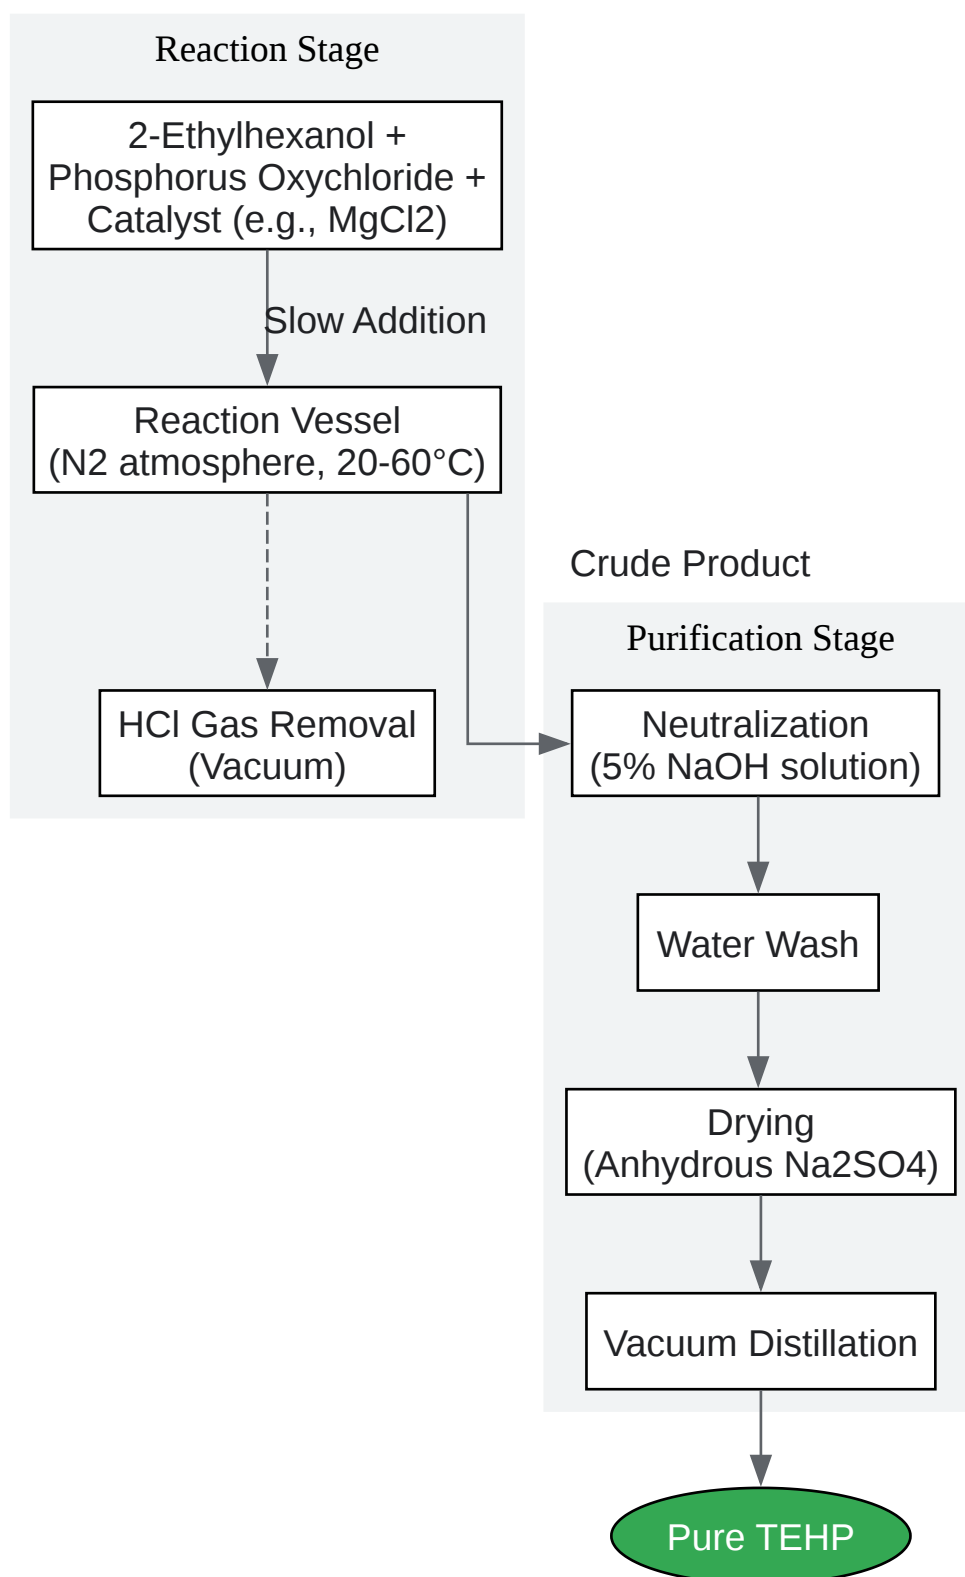 Reaction Stage
2-Ethylhexanol +
Phosphorus Oxychloride +
Catalyst (e.g., MgCl2)
Slow Addition
Reaction Vessel
(N2 atmosphere, 20-60°C)
HCl Gas Removal
(Vacuum)
Crude Product
Purification Stage
Neutralization
(5% NaOH solution)
Water Wash
Drying
(Anhydrous Na2SO4)
Vacuum Distillation
Pure TEHP